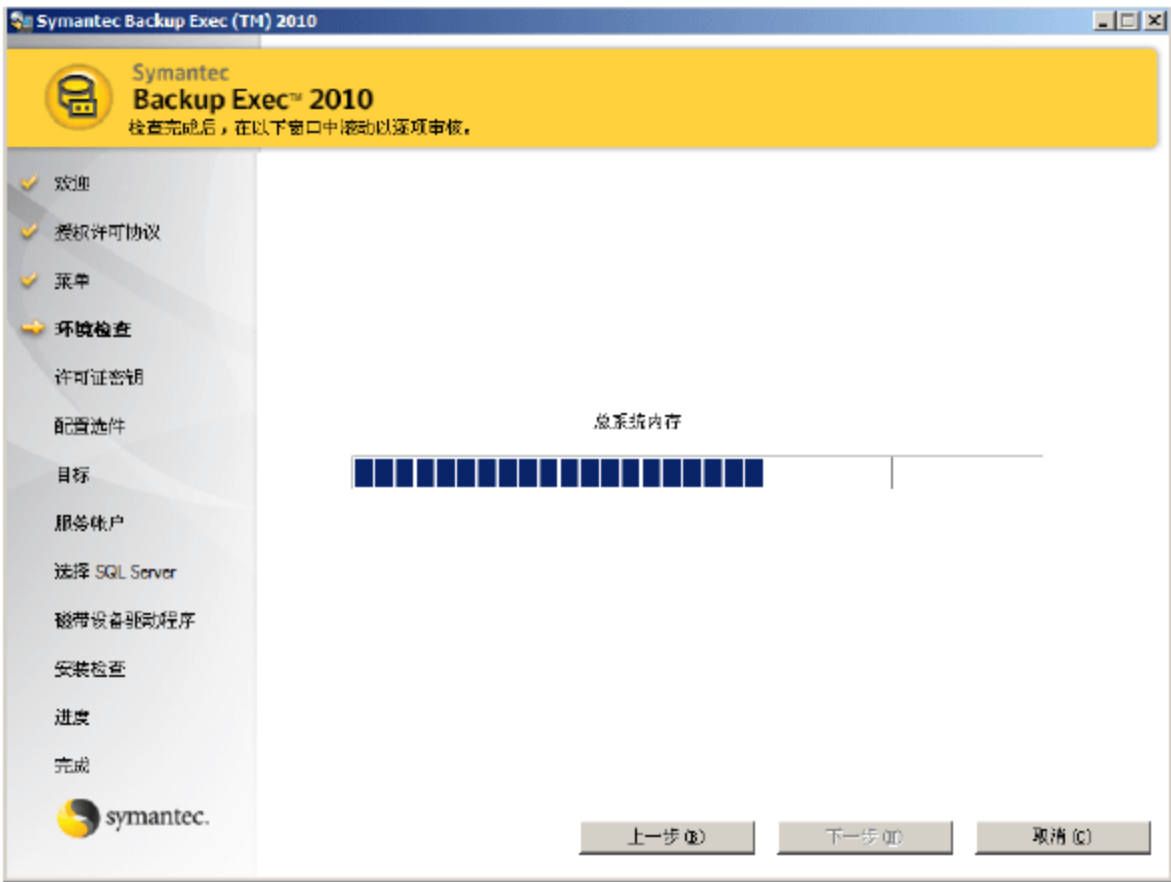 Symantec Backup Exec (TM) 2010
Symantec
Backup Exec™ 2010
检查完成后，在以下窗口中滚动以逐项审核。
欢迎
授权许可协议
菜单
环境检查
许可证密钥
配置选件
目标
服务帐户
选择 SQL Server
磁带设备驱动程序
安装检查
进度
完成
总系统内存
symantec.
上一步(B)
下一步(N)
取消(C)